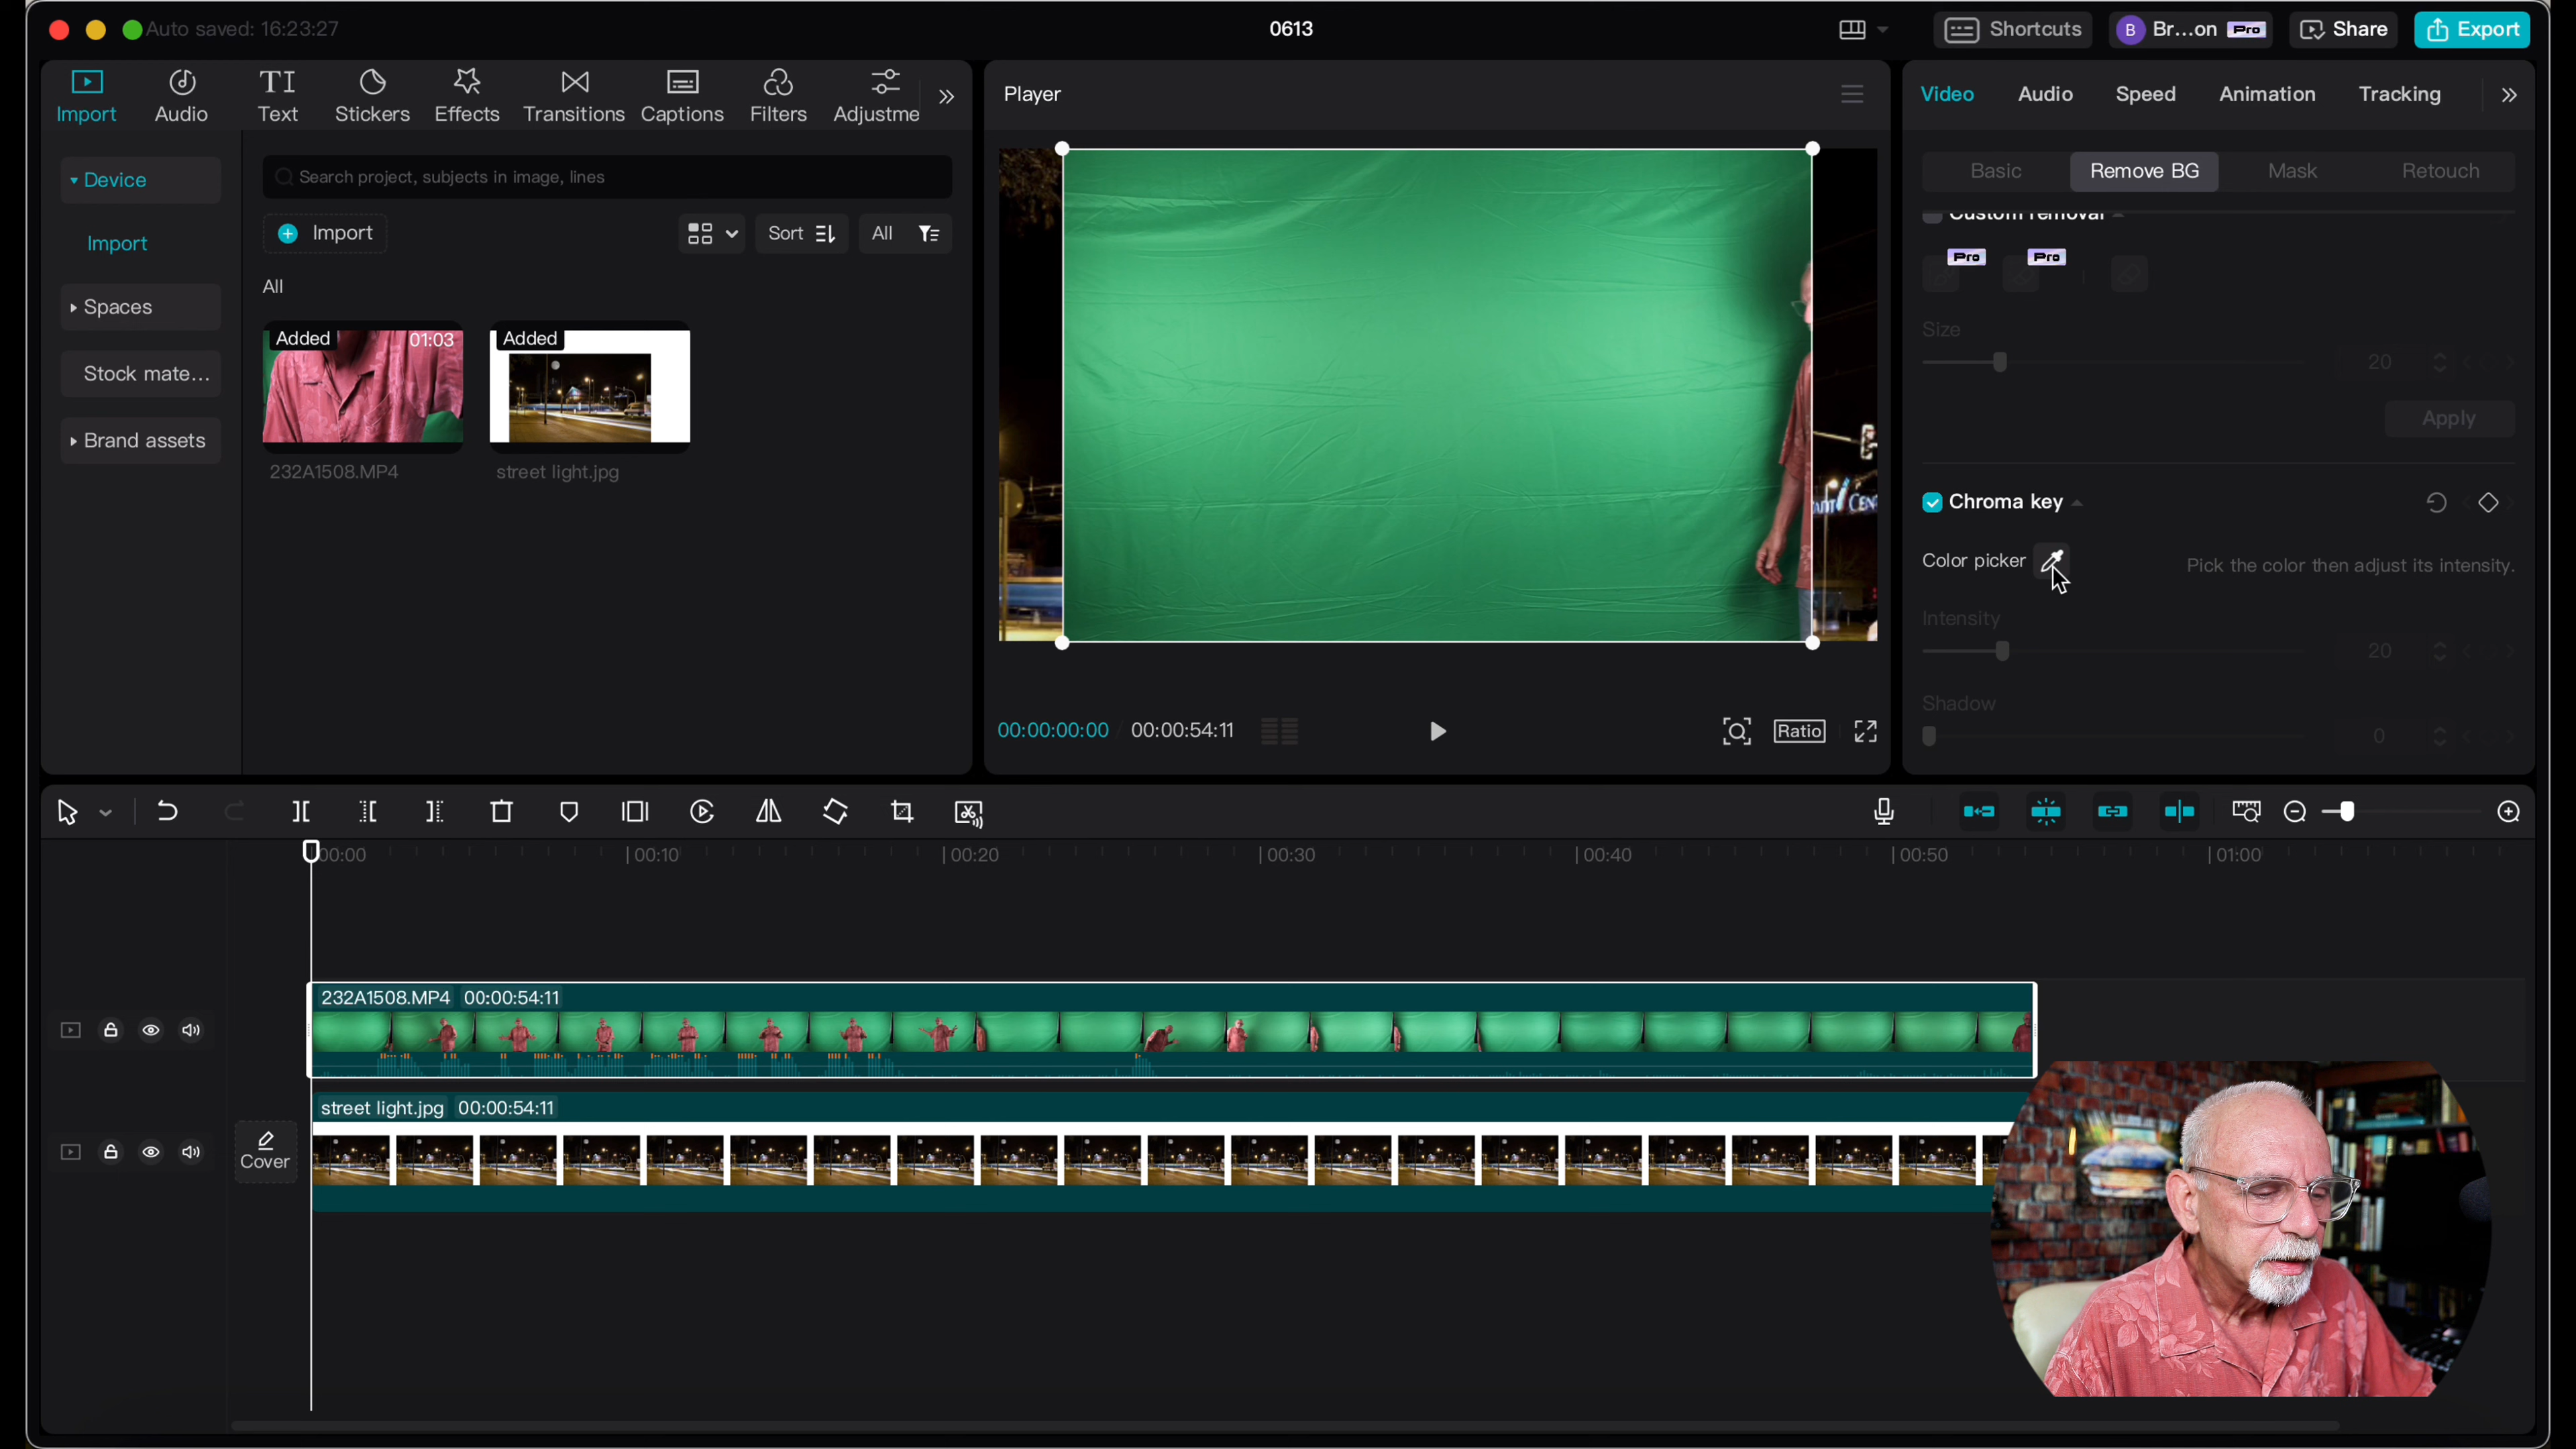 Auto saved: 16:23:27
0613
Shortcuts
B
Br...on
Pro
Share
Export
Import
Audio
TI
Text
Stickers
Effects
Transitions
Captions
Filters
Adjustme
Player
Video
Audio
Speed
Animation
Tracking
Device
Import
Spaces
Stock mate...
Brand assets
Search project, subjects in image, lines
Import
Sort
All
All
Added
01:03
232A1508.MP4
Added
street light.jpg
00:00:00:00
00:00:54:11
Ratio
Basic
Remove BG
Mask
Retouch
Custom removal
Pro
Pro
Size
20
Apply
Chroma key
Color picker
Pick the color then adjust its intensity.
Intensity
20
Shadow
0
00:00
00:10
00:20
00:30
00:40
00:50
01:00
232A1508.MP4 00:00:54:11
street light.jpg 00:00:54:11
Cover